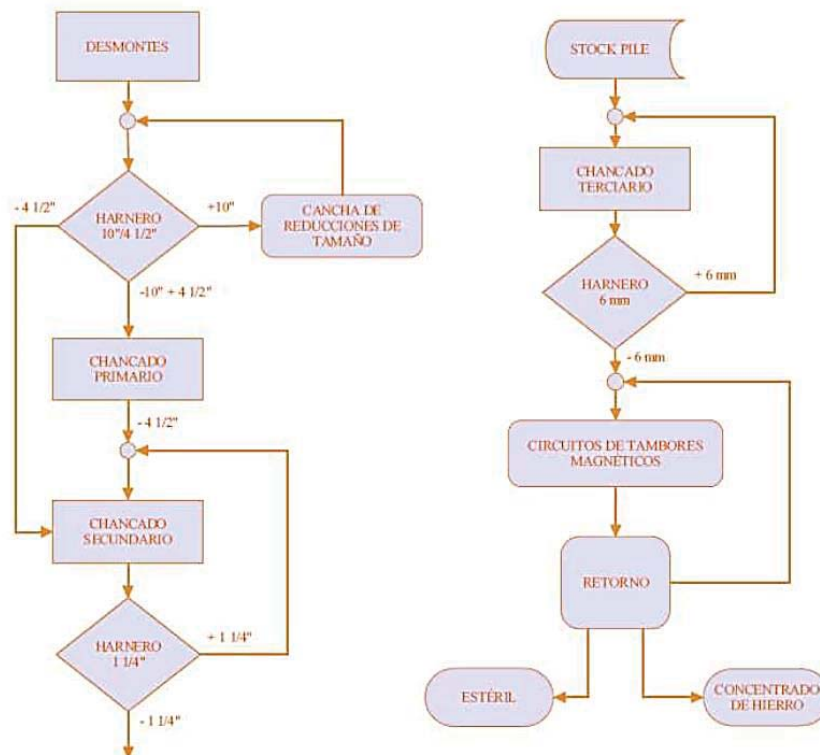 DESMONTES
- 4 1/2"
HARNERO
10"/4 1/2"
+10"
CANCHA DE
REDUCCIONES DE
TAMAÑO
-10" + 4 1/2"
CHANCADO
PRIMARIO
- 4 1/2"
CHANCADO
SECUNDARIO
HARNERO
1 1/4"
+ 1 1/4"
- 1 1/4"
STOCK PILE
CHANCADO
TERCIARIO
HARNERO
6 mm
+ 6 mm
- 6 mm
CIRCUITOS DE TAMBORES
MAGNÉTICOS
RETORNO
ESTÉRIL
CONCENTRADO
DE HIERRO